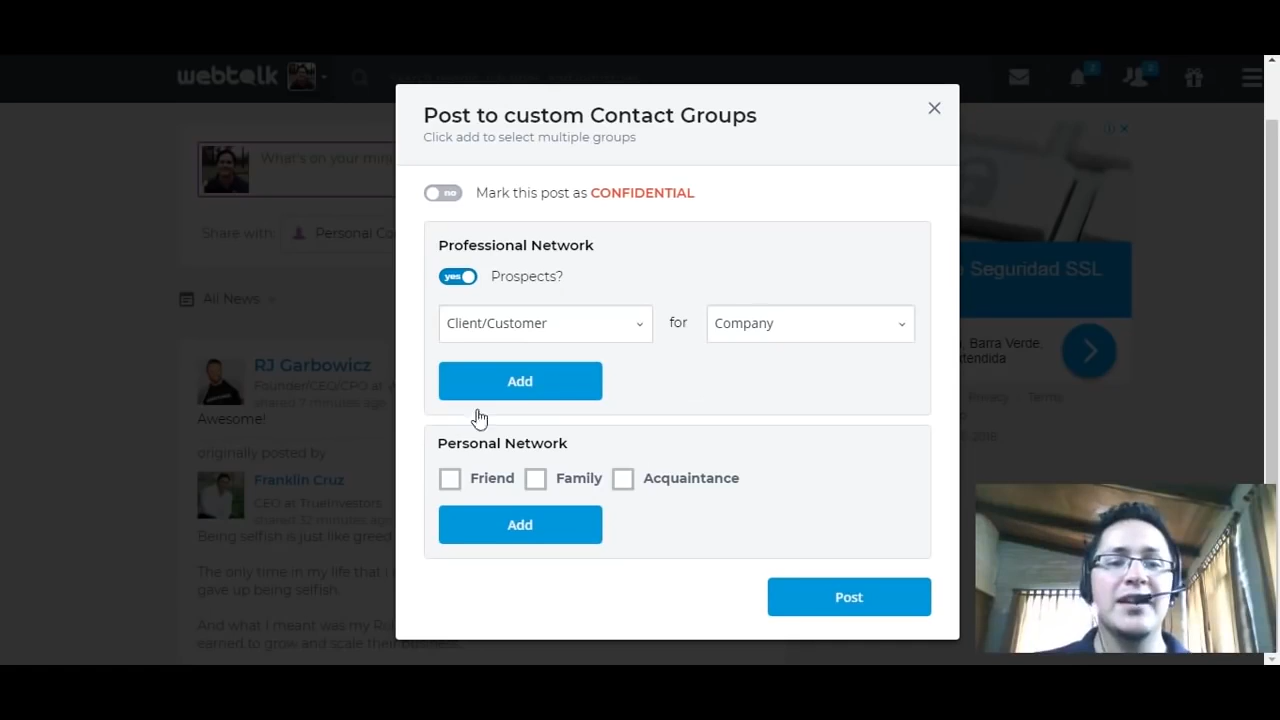 webtalk
Post to custom Contact Groups
Click add to select multiple groups
What's on your mind
no Mark this post as CONFIDENTIAL
Share with: Personal Co
Professional Network
yes Prospects?
Client/Customer for Company
Add
All News
Seguridad SSL
, Barra Verde,
xtendida
Privacy Terms
2018
RJ Garbowicz
Founder/CEO/CPO at
shared 7 minutes ago
Awesome!
originally posted by
Franklin Cruz
CEO at TrueInvestors
shared 32 minutes ago
Being selfish is just like greed
The only time in my life that I
gave up being selfish.
And what I meant was my
earned to grow and scale their business.
Personal Network
Friend Family Acquaintance
Add
Post